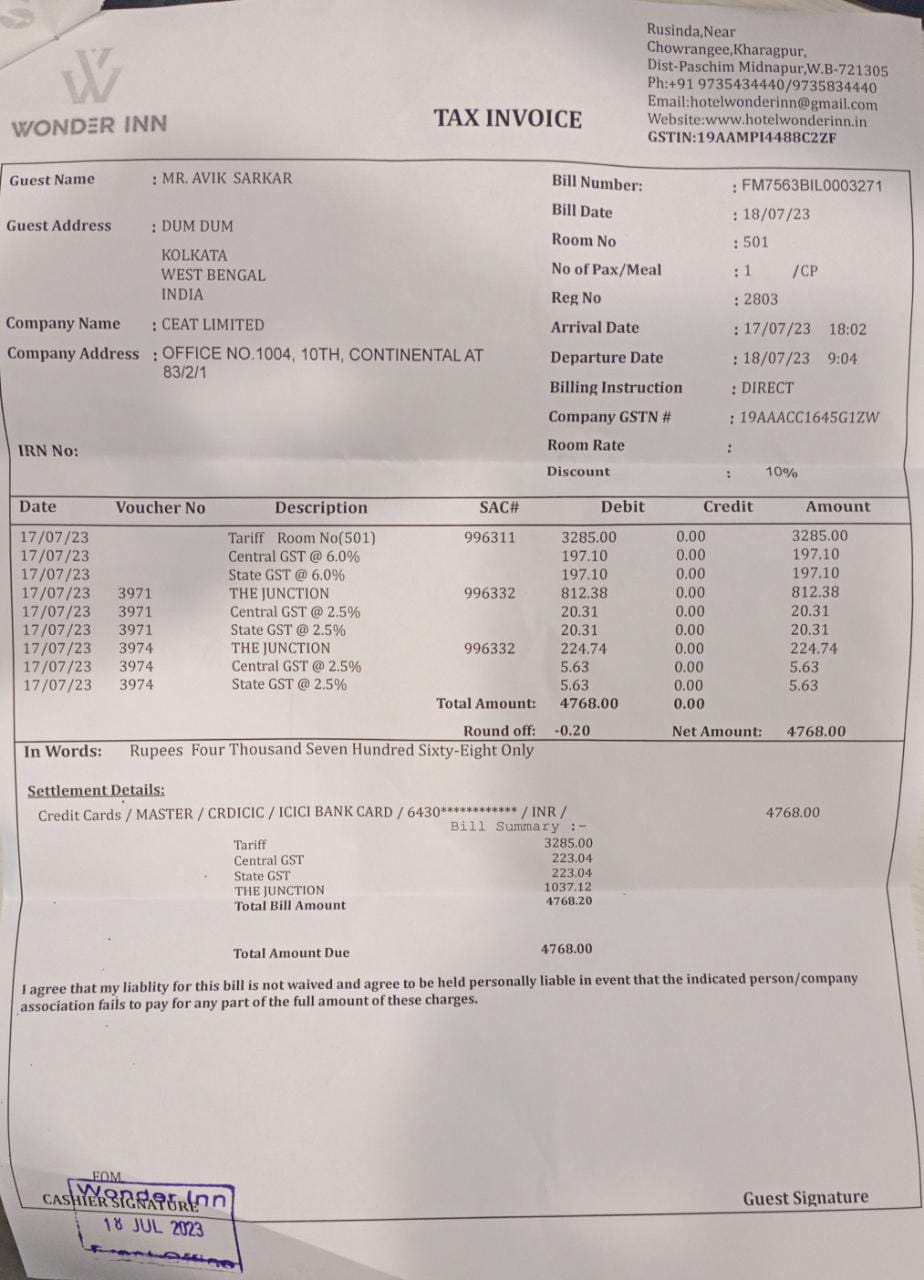 WONDER INN
TAX INVOICE
Rusinda,Near
Chowrangee,Kharagpur,
Dist-Paschim Midnapur,W.B-721305
Ph:+91 9735434440/9735834440
Email:hotelwonderinn@gmail.com
Website:www.hotelwonderinn.in
GSTIN:19AAMPI4488C2ZF
Guest Name : MR. AVIK SARKAR
Guest Address : DUM DUM
KOLKATA
WEST BENGAL
INDIA
Company Name : CEAT LIMITED
Company Address : OFFICE NO.1004, 10TH, CONTINENTAL AT
83/2/1
IRN No:
Bill Number: : FM7563BIL0003271
Bill Date : 18/07/23
Room No : 501
No of Pax/Meal : 1 /CP
Reg No : 2803
Arrival Date : 17/07/23 18:02
Departure Date : 18/07/23 9:04
Billing Instruction : DIRECT
Company GSTN # : 19AAACC1645G1ZW
Room Rate :
Discount : 10%
Date Voucher No Description SAC# Debit Credit Amount
17/07/23 Tariff Room No(501) 996311 3285.00 0.00 3285.00
17/07/23 Central GST @ 6.0% 197.10 0.00 197.10
17/07/23 State GST @ 6.0% 197.10 0.00 197.10
17/07/23 3971 THE JUNCTION 996332 812.38 0.00 812.38
17/07/23 3971 Central GST @ 2.5% 20.31 0.00 20.31
17/07/23 3971 State GST @ 2.5% 20.31 0.00 20.31
17/07/23 3974 THE JUNCTION 996332 224.74 0.00 224.74
17/07/23 3974 Central GST @ 2.5% 5.63 0.00 5.63
17/07/23 3974 State GST @ 2.5% 5.63 0.00 5.63
Total Amount: 4768.00 0.00
Round off: -0.20 Net Amount: 4768.00
In Words: Rupees Four Thousand Seven Hundred Sixty-Eight Only
Settlement Details:
Credit Cards / MASTER / CRDICIC / ICICI BANK CARD / 6430************ / INR / 4768.00
Bill Summary :-
Tariff 3285.00
Central GST 223.04
State GST 223.04
THE JUNCTION 1037.12
Total Bill Amount 4768.20
Total Amount Due 4768.00
I agree that my liablity for this bill is not waived and agree to be held personally liable in event that the indicated person/company
association fails to pay for any part of the full amount of these charges.
FOM
Wonder Inn
CASHIER SIGNATURE
18 JUL 2023
Front Office
Guest Signature